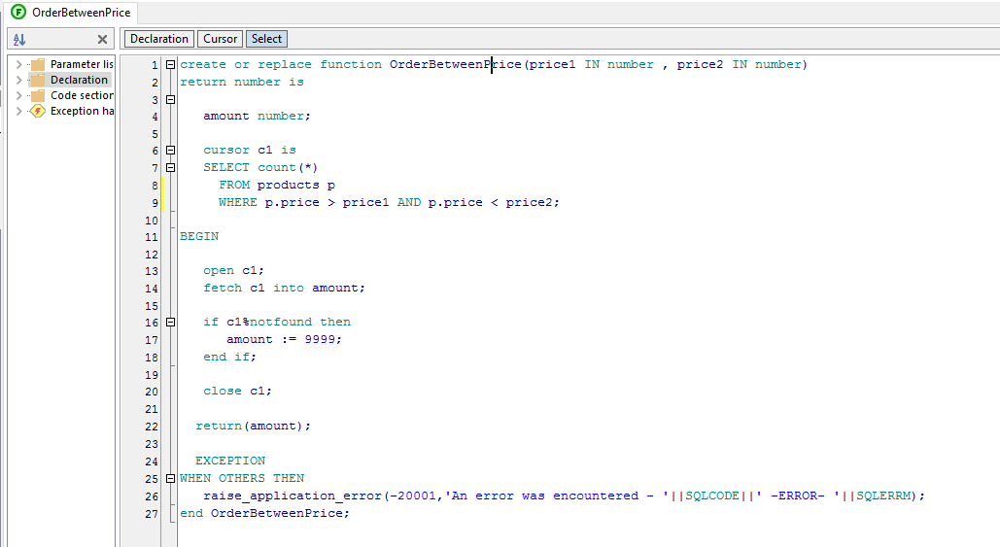 F OrderBetweenPrice
Declaration Cursor Select
Parameter lis
Declaration
Code section
Exception ha
1 create or replace function OrderBetweenPrice(price1 IN number , price2 IN number)
2 return number is
3
4 amount number;
5
6 cursor c1 is
7 SELECT count(*)
8 FROM products p
9 WHERE p.price > price1 AND p.price < price2;
10
11 BEGIN
12
13 open c1;
14 fetch c1 into amount;
15
16 if c1%notfound then
17 amount := 9999;
18 end if;
19
20 close c1;
21
22 return(amount);
23
24 EXCEPTION
25 WHEN OTHERS THEN
26 raise_application_error(-20001,'An error was encountered - '||SQLCODE||' -ERROR- '||SQLERRM);
27 end OrderBetweenPrice;